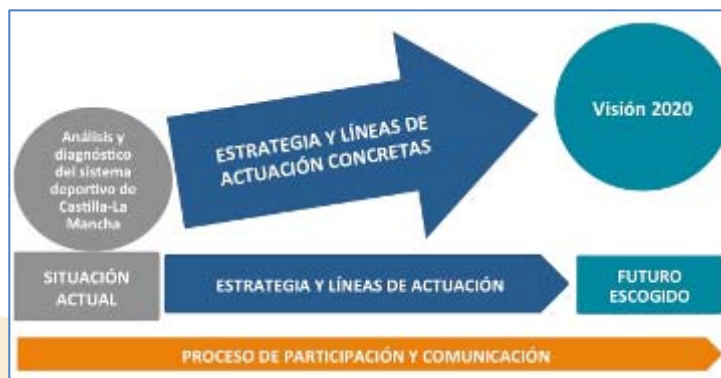 Análisis y
diagnóstico
del sistema
deportivo de
Castilla-La
Mancha
ESTRATEGIA Y LÍNEAS DE
ACTUACIÓN CONCRETAS
Visión 2020
SITUACIÓN
ACTUAL
ESTRATEGIA Y LÍNEAS DE ACTUACIÓN
FUTURO
ESCOGIDO
PROCESO DE PARTICIPACIÓN Y COMUNICACIÓN